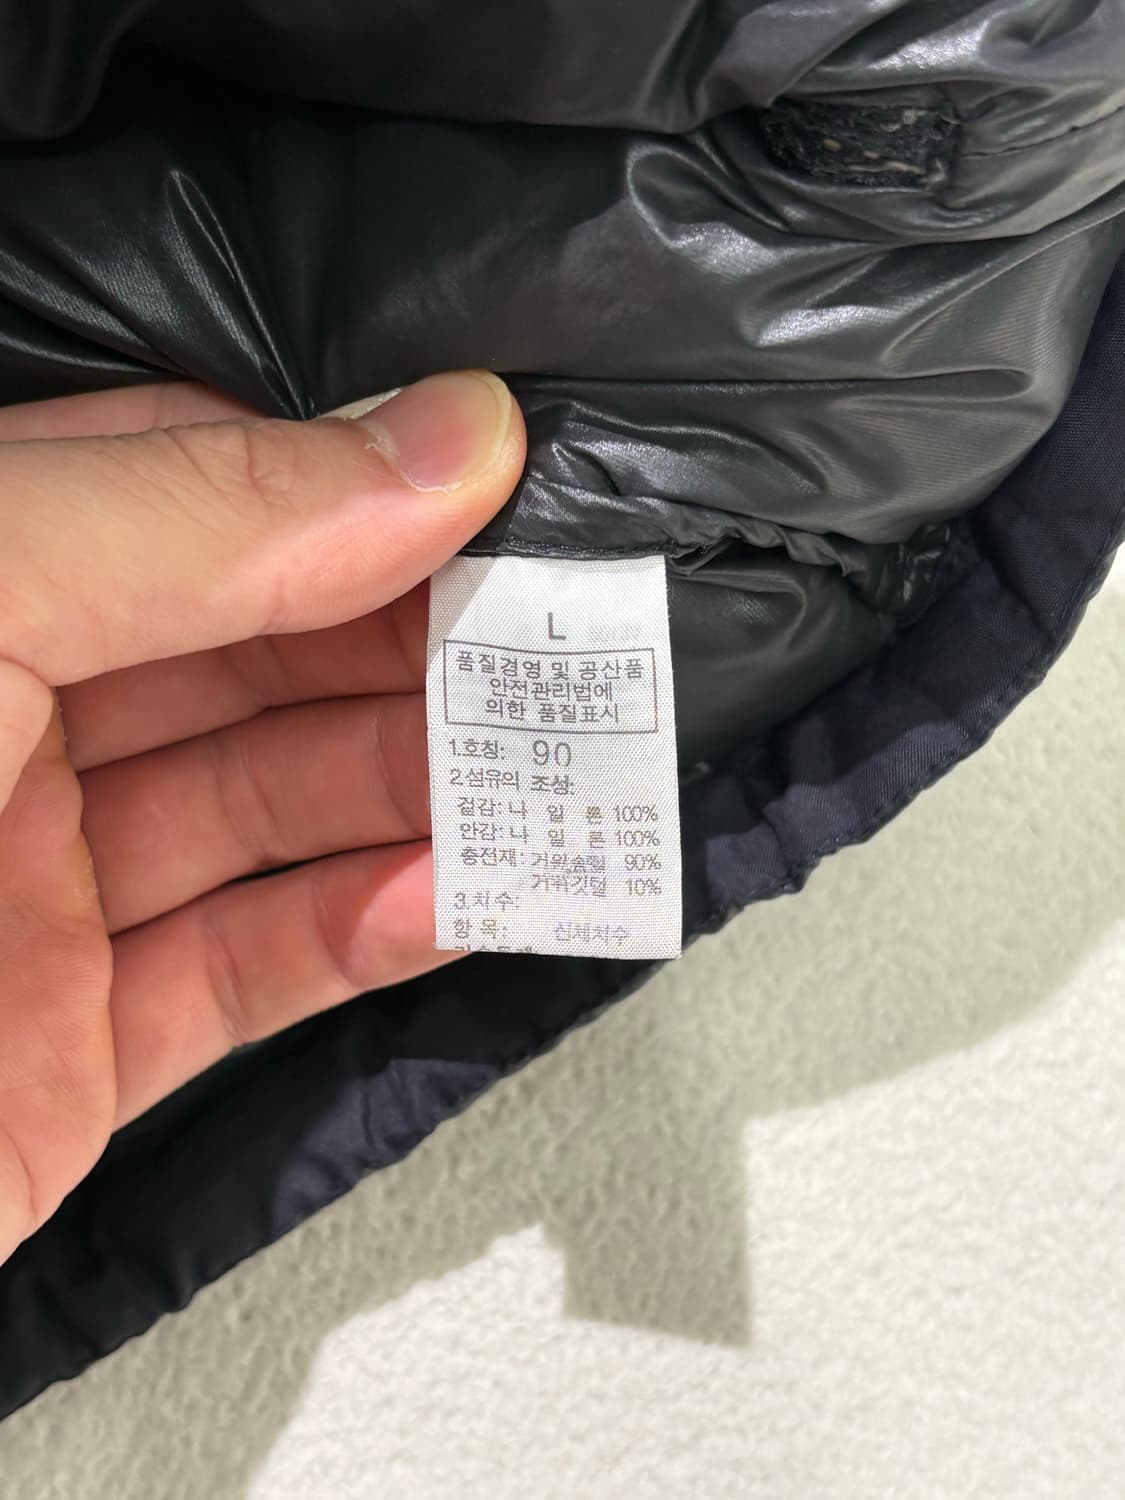 L
품질경영 및 공산품
안전관리법에
의한 품질표시
1.호칭: 90
2.섬유의 조성:
겉감: 나 일 론 100%
안감: 나 일 론 100%
충전재: 거위솜털 90%
거위깃털 10%
3.치수:
항목: 신체치수